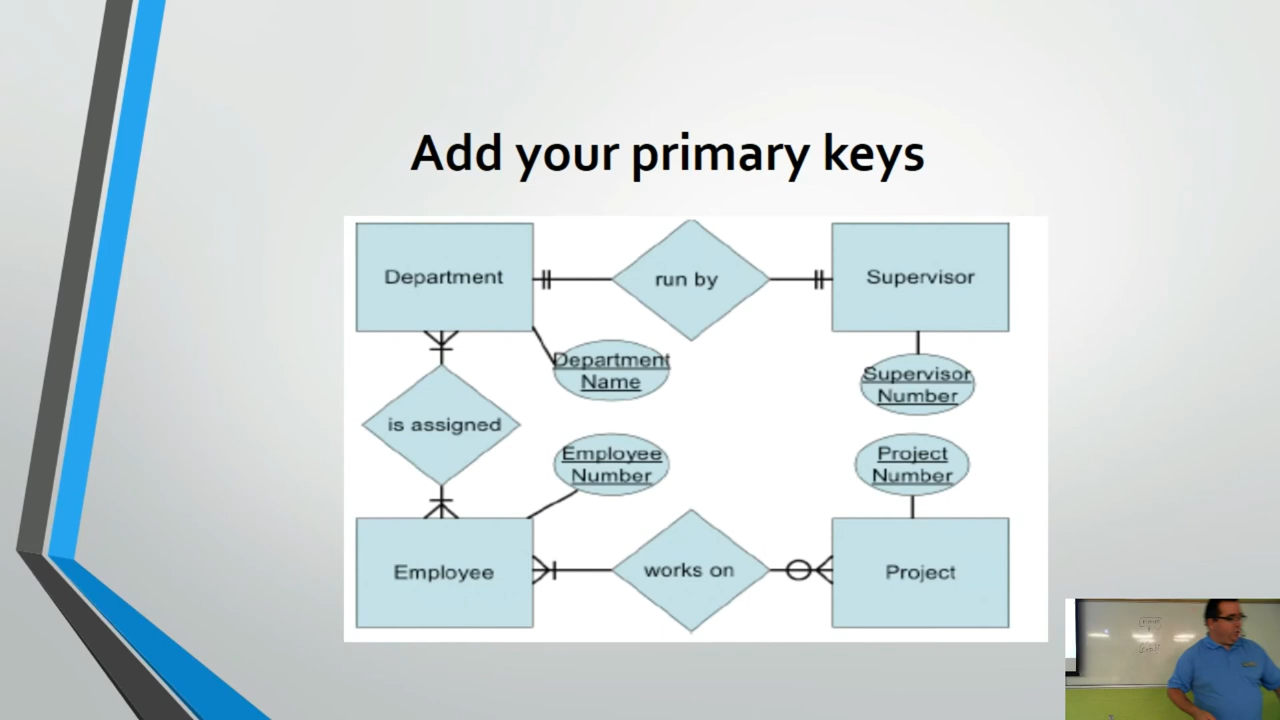 Add your primary keys
Department
run by
Supervisor
Department
Name
Supervisor
Number
is assigned
Employee
Number
Project
Number
Employee
works on
Project